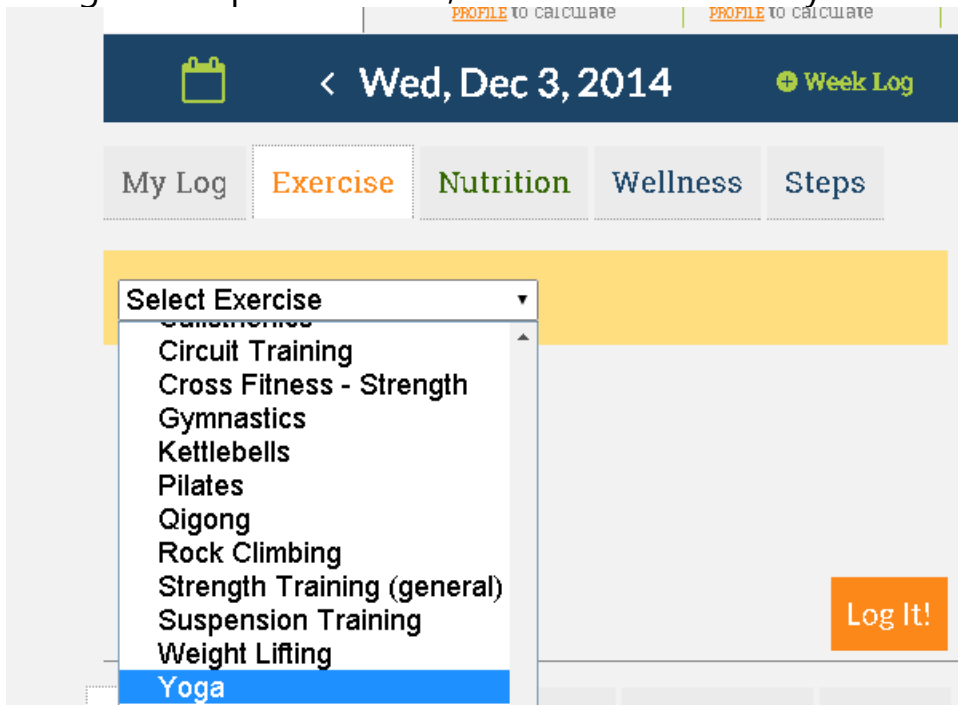 PROFILE to calculate PROFILE to calculate
< Wed, Dec 3, 2014 Week Log
My Log Exercise Nutrition Wellness Steps
Select Exercise
Circuit Training
Cross Fitness - Strength
Gymnastics
Kettlebells
Pilates
Qigong
Rock Climbing
Strength Training (general)
Suspension Training
Weight Lifting
Yoga
Log It!